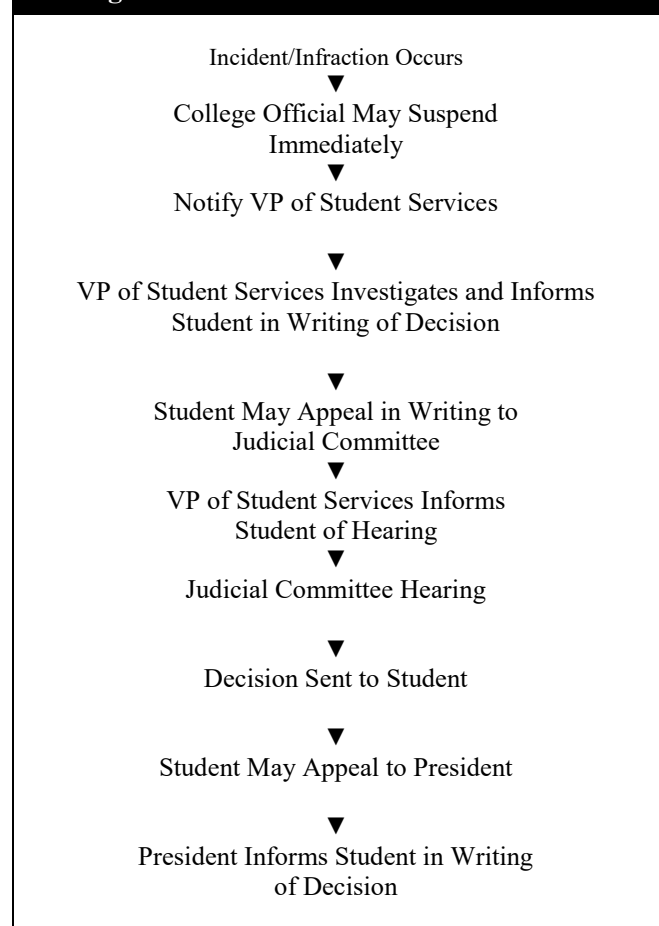 Incident/Infraction Occurs
▼
College Official May Suspend
Immediately
▼
Notify VP of Student Services
▼
VP of Student Services Investigates and Informs
Student in Writing of Decision
▼
Student May Appeal in Writing to
Judicial Committee
▼
VP of Student Services Informs
Student of Hearing
▼
Judicial Committee Hearing
▼
Decision Sent to Student
▼
Student May Appeal to President
▼
President Informs Student in Writing
of Decision